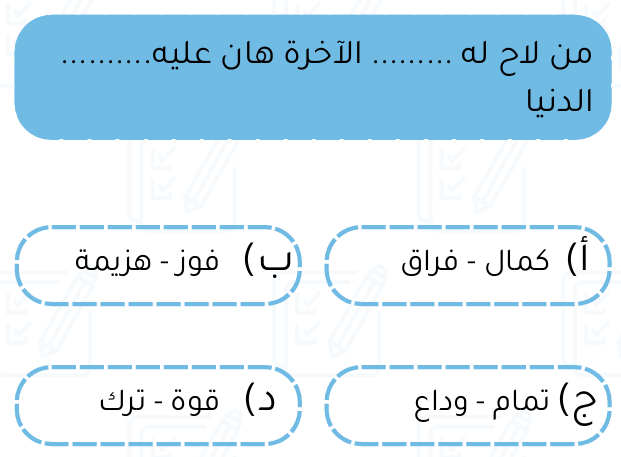 من لاح له ......... الآخرة هان عليه..........
الدنيا
أ) كمال - فراق
ب) فوز - هزيمة
ج) تمام - وداع
د) قوة - ترك